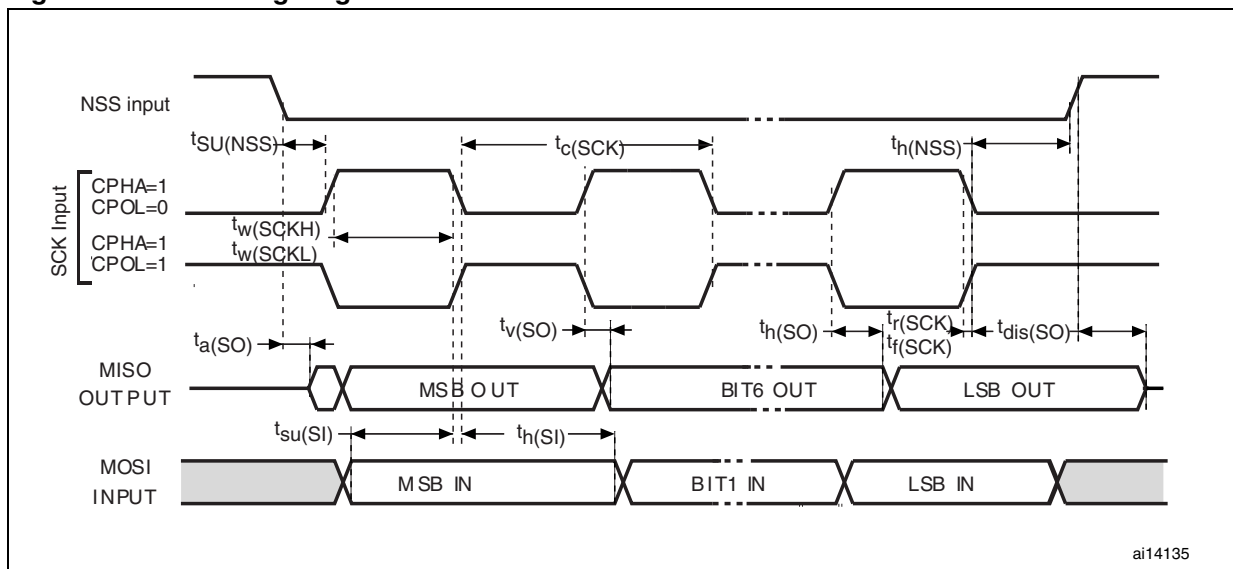 NSS input
tSU(NSS)
tc(SCK)
th(NSS)
SCK Input
CPHA=1
CPOL=0
tw(SCKH)
tw(SCKL)
CPHA=1
CPOL=1
ta(SO)
tv(SO)
th(SO)
tr(SCK)
tf(SCK)
tdis(SO)
MISO
OUTPUT
MSB OUT
BIT6 OUT
LSB OUT
tsu(SI)
th(SI)
MOSI
INPUT
MSB IN
BIT1 IN
LSB IN
ai14135